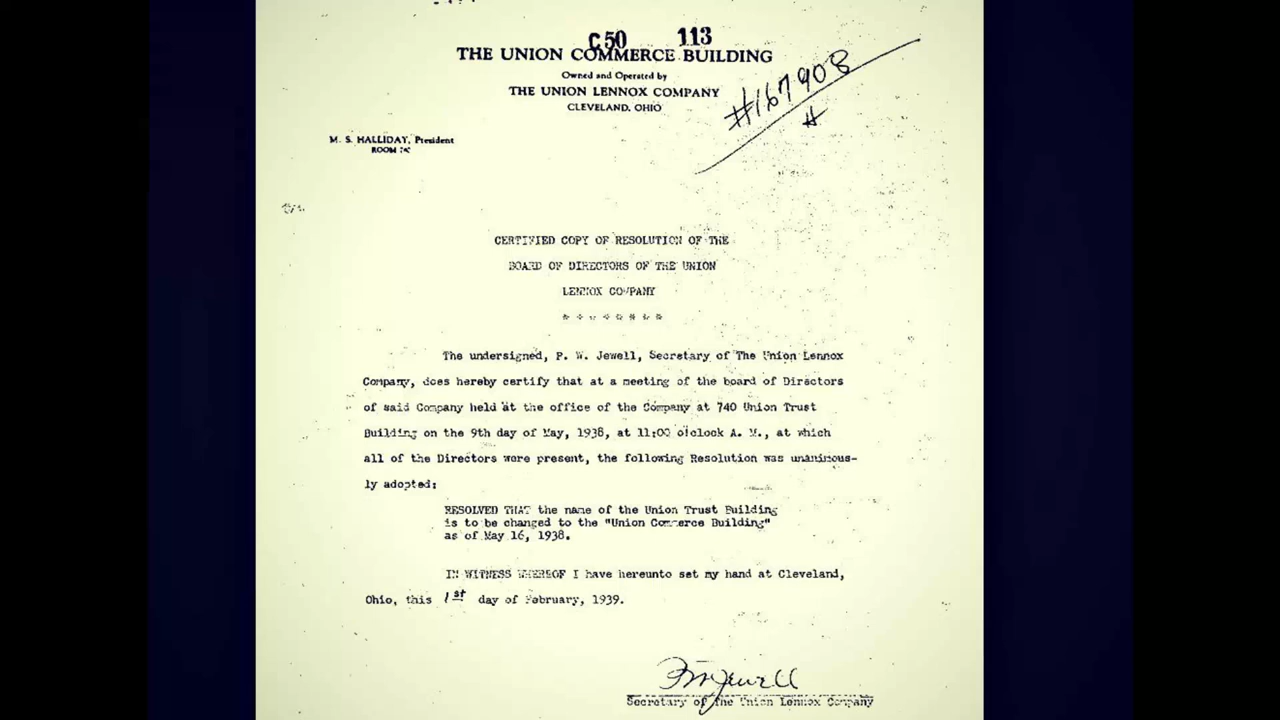 C50 113
THE UNION COMMERCE BUILDING
Owned and Operated by
THE UNION LENNOX COMPANY
CLEVELAND, OHIO
#167908
#
M. S. HALLIDAY, President
ROOM
CERTIFIED COPY OF RESOLUTION OF THE
BOARD OF DIRECTORS OF THE UNION
LENNOX COMPANY
* * * * * * * *
The undersigned, P. W. Jewell, Secretary of The Union Lennox
Company, does hereby certify that at a meeting of the board of Directors
of said Company held at the office of the Company at 740 Union Trust
Building on the 9th day of May, 1938, at 11:00 o'clock A. M., at which
all of the Directors were present, the following Resolution was unanimous-
ly adopted:
RESOLVED THAT the name of the Union Trust Building
is to be changed to the "Union Commerce Building"
as of May 16, 1938.
IN WITNESS WHEREOF I have hereunto set my hand at Cleveland,
Ohio, this 1st day of February, 1939.
Jewell
Secretary of The Union Lennox Company